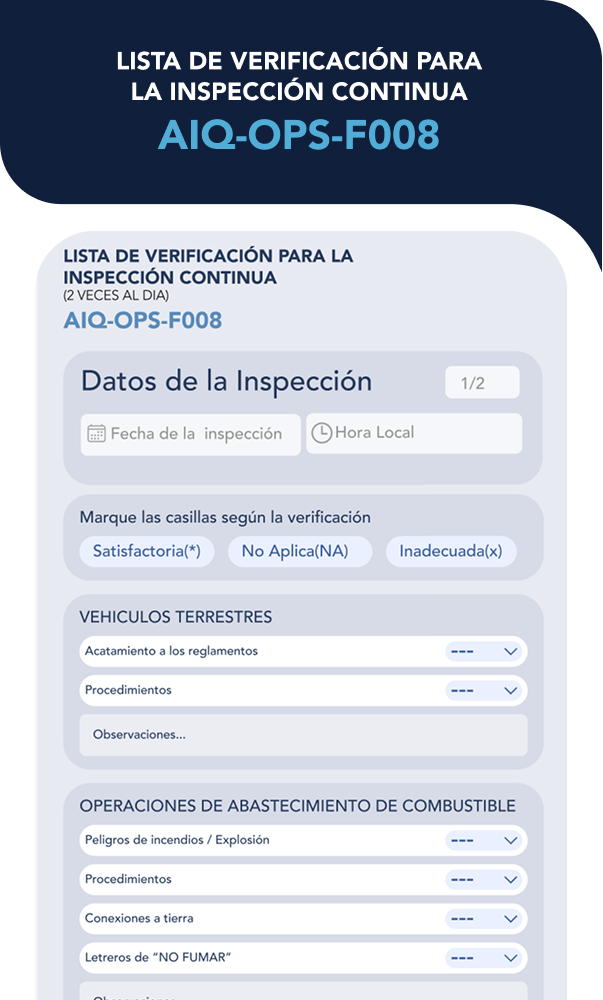 LISTA DE VERIFICACIÓN PARA
LA INSPECCIÓN CONTINUA
AIQ-OPS-F008
LISTA DE VERIFICACIÓN PARA LA
INSPECCIÓN CONTINUA
(2 VECES AL DIA)
AIQ-OPS-F008
Datos de la Inspección 1/2
Fecha de la inspección Hora Local
Marque las casillas según la verificación
Satisfactoria(*) No Aplica(NA) Inadecuada(x)
VEHICULOS TERRESTRES
Acatamiento a los reglamentos ---
Procedimientos ---
Observaciones...
OPERACIONES DE ABASTECIMIENTO DE COMBUSTIBLE
Peligros de incendios / Explosión ---
Procedimientos ---
Conexiones a tierra ---
Letreros de “NO FUMAR” ---